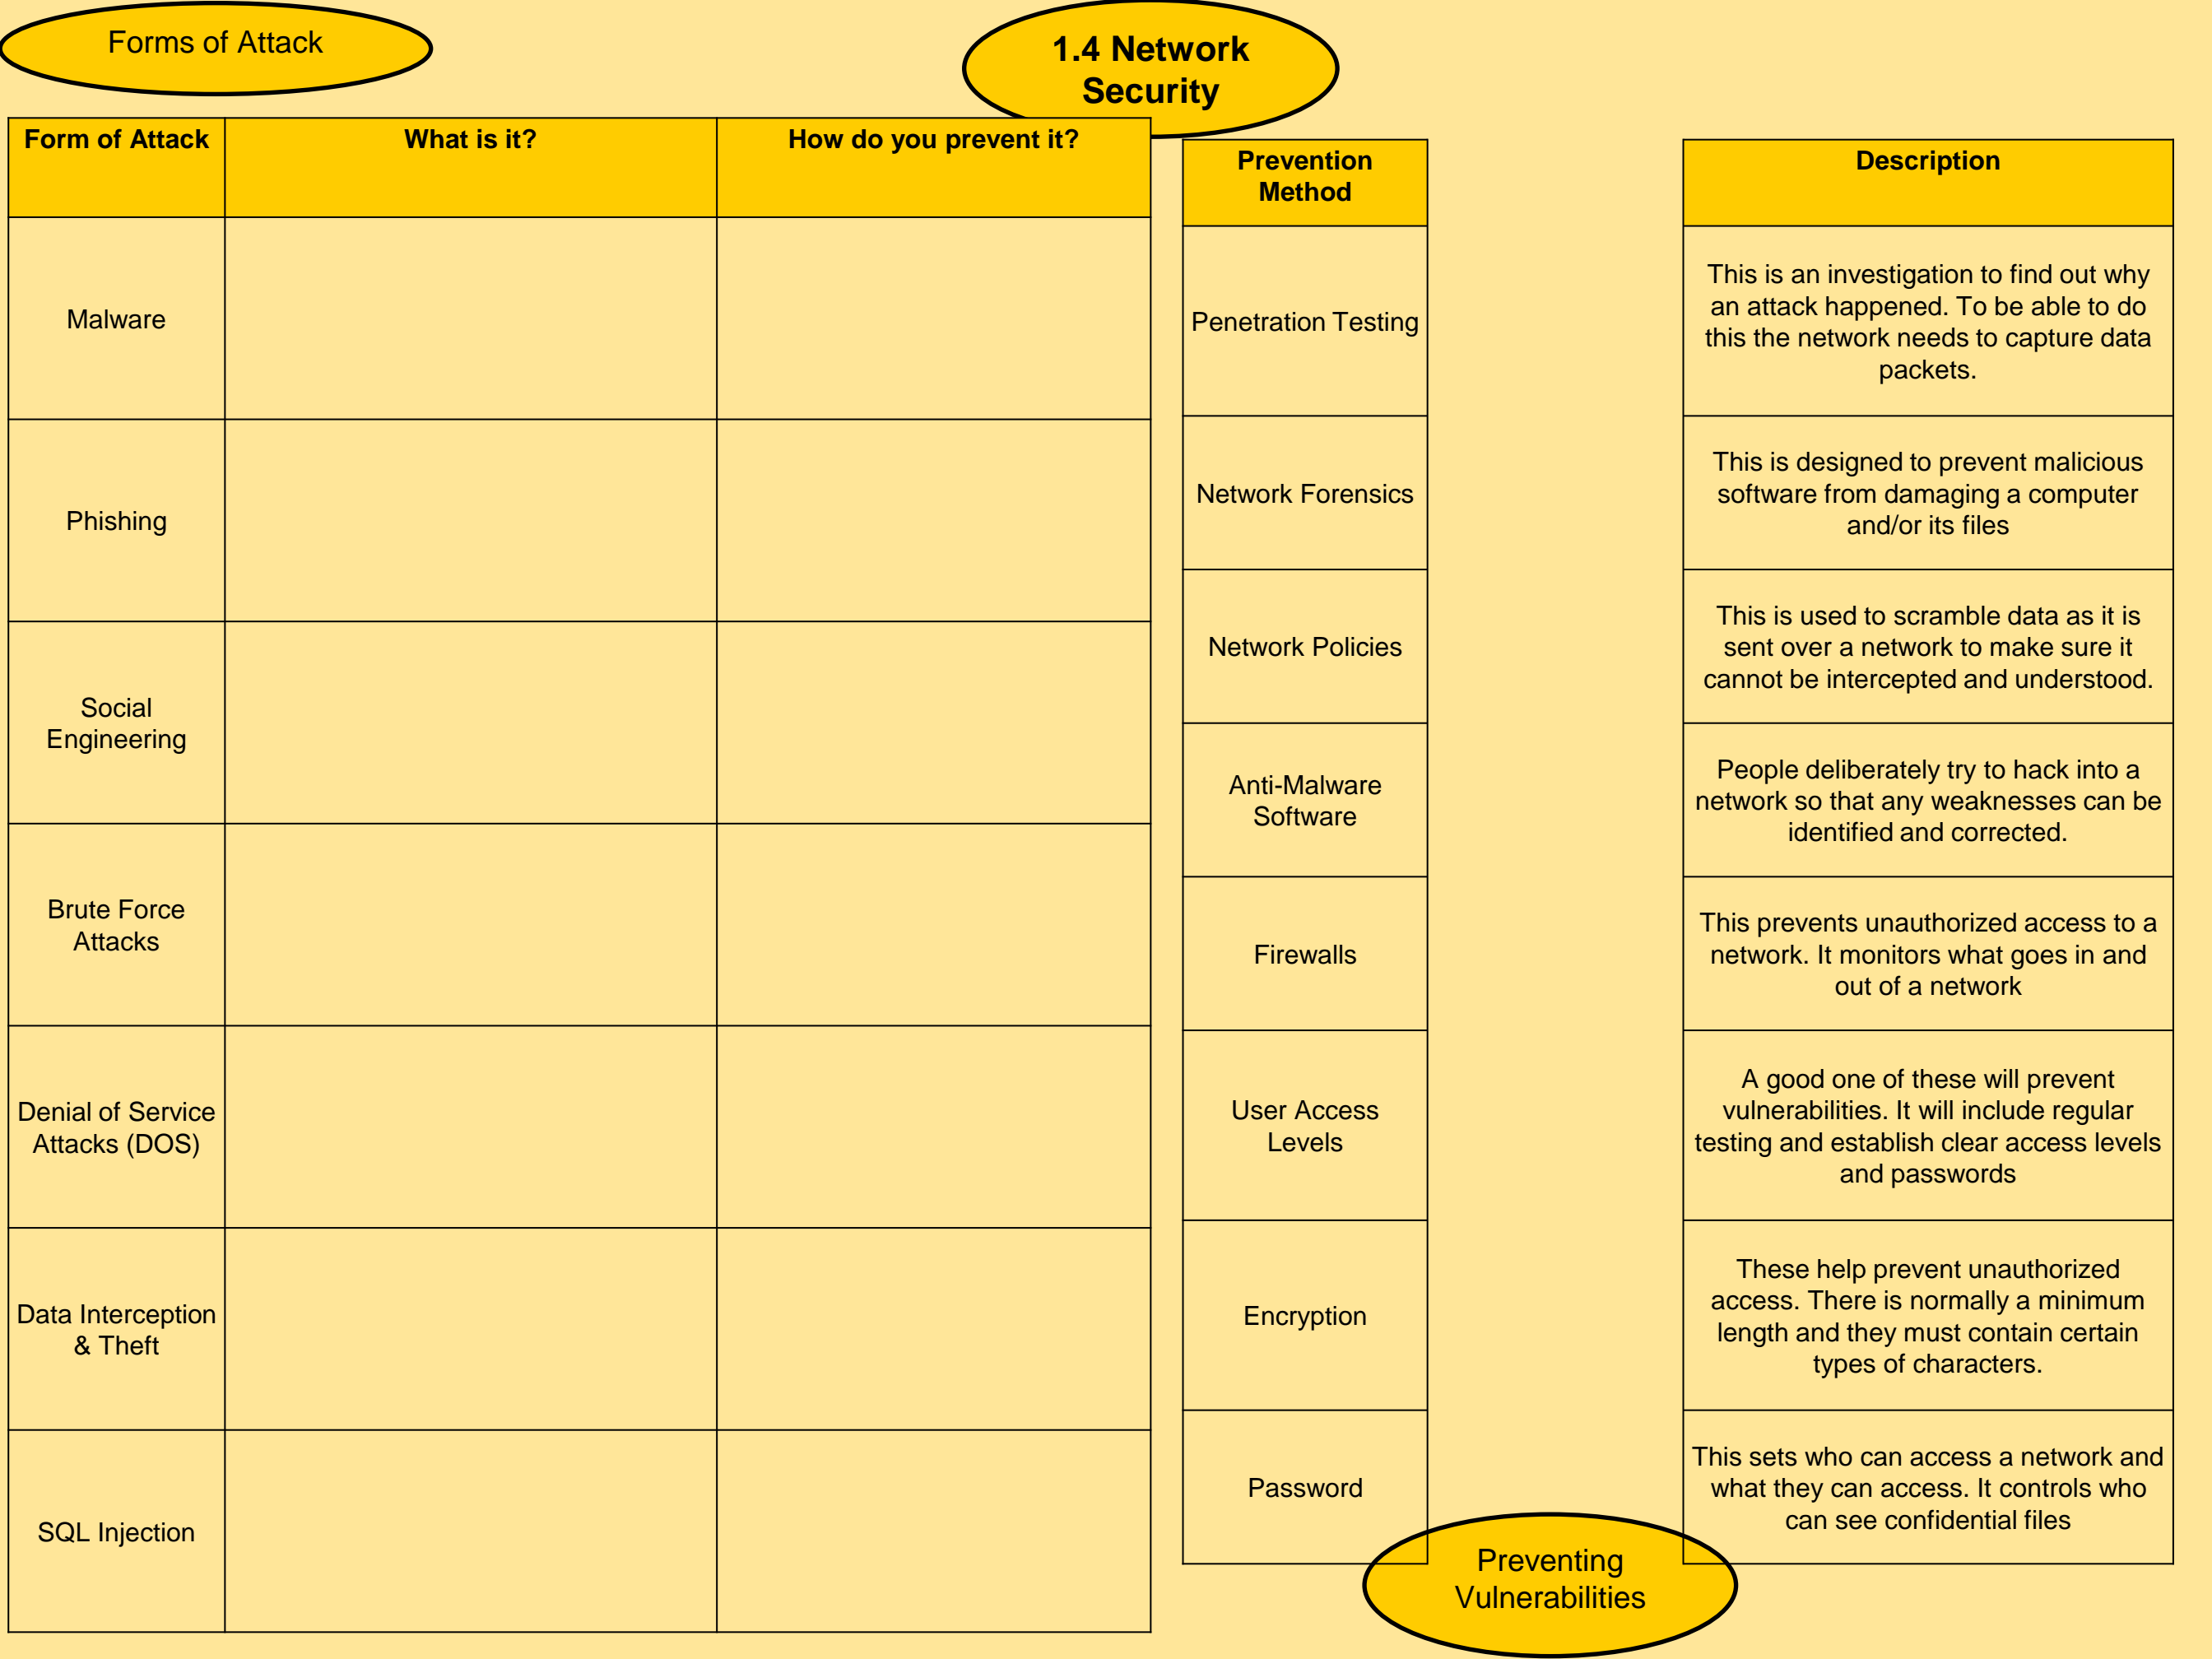 Forms of Attack
1.4 Network
Security
Form of Attack
What is it?
How do you prevent it?
Malware
Phishing
Social
Engineering
Brute Force
Attacks
Denial of Service
Attacks (DOS)
Data Interception
& Theft
SQL Injection
Prevention
Method
Penetration Testing
Network Forensics
Network Policies
Anti-Malware
Software
Firewalls
User Access
Levels
Encryption
Password
Description
This is an investigation to find out why
an attack happened. To be able to do
this the network needs to capture data
packets.
This is designed to prevent malicious
software from damaging a computer
and/or its files
This is used to scramble data as it is
sent over a network to make sure it
cannot be intercepted and understood.
People deliberately try to hack into a
network so that any weaknesses can be
identified and corrected.
This prevents unauthorized access to a
network. It monitors what goes in and
out of a network
A good one of these will prevent
vulnerabilities. It will include regular
testing and establish clear access levels
and passwords
These help prevent unauthorized
access. There is normally a minimum
length and they must contain certain
types of characters.
This sets who can access a network and
what they can access. It controls who
can see confidential files
Preventing
Vulnerabilities